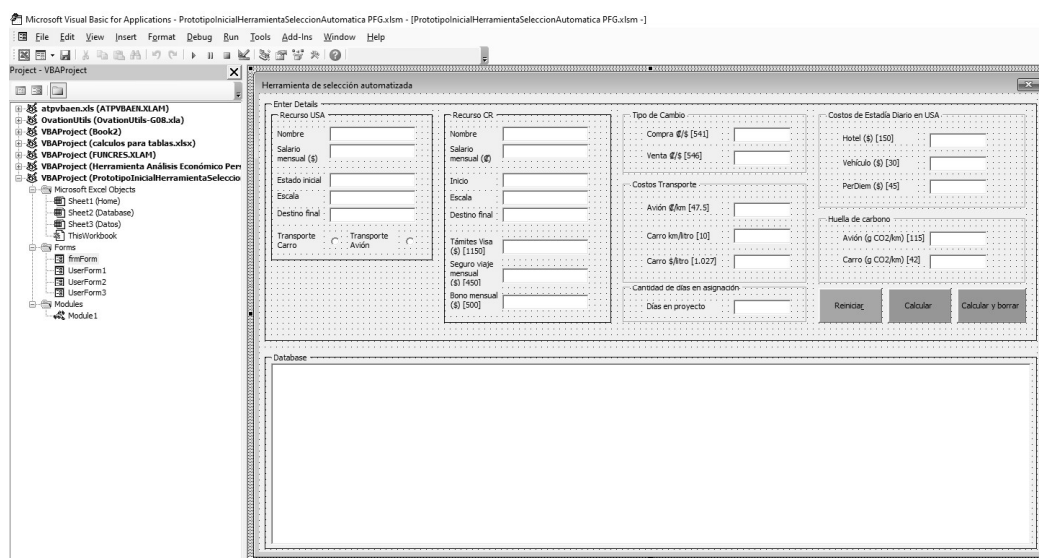 Microsoft Visual Basic for Applications - PrototipoInicialHerramientaSeleccionAutomatica PFG.xlsm - [PrototipoInicialHerramientaSeleccionAutomatica PFG.xlsm -]
File Edit View Insert Format Debug Run Tools Add-Ins Window Help
Project - VBAProject
atpvbaen.xls (ATPVBAEN.XLAM)
OvationUtils (OvationUtils-G08.xla)
VBAProject (Book2)
VBAProject (calculos para tablas.xlsx)
VBAProject (FUNCRES.XLAM)
VBAProject (Herramienta Análisis Económico Per
VBAProject (PrototipoInicialHerramientaSeleccio
Microsoft Excel Objects
Sheet1 (Home)
Sheet2 (Database)
Sheet3 (Datos)
ThisWorkbook
Forms
frmForm
UserForm1
UserForm2
UserForm3
Modules
Module1
Herramienta de selección automatizada
Enter Details
Recurso USA
Nombre
Salario
mensual ($)
Estado inicial
Escala
Destino final
Transporte
Carro
Transporte
Avión
Recurso CR
Nombre
Salario
mensual (₡)
Inicio
Escala
Destino final
Támites Visa
($) [1150]
Seguro viaje
mensual
($) [450]
Bono mensual
($) [500]
Tipo de Cambio
Compra ₡/$ [541]
Venta ₡/$ [546]
Costos Transporte
Avión ₡/km [47.5]
Carro km/litro [10]
Carro $/litro [1.027]
Cantidad de días en asignación
Días en proyecto
Costos de Estadía Diario en USA
Hotel ($) [150]
Vehículo ($) [30]
PerDiem ($) [45]
Huella de carbono
Avión (g CO2/km) [115]
Carro (g CO2/km) [42]
Reiniciar
Calcular
Calcular y borrar
Database